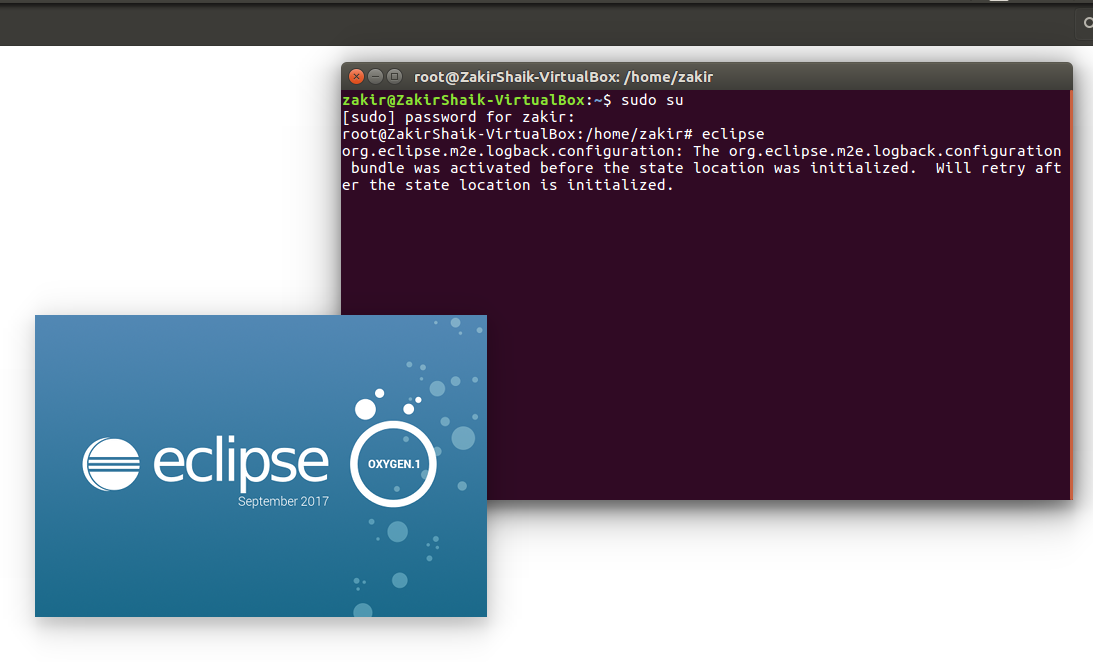 root@ZakirShaik-VirtualBox: /home/zakir
zakir@ZakirShaik-VirtualBox:~$ sudo su
[sudo] password for zakir:
root@ZakirShaik-VirtualBox:/home/zakir# eclipse
org.eclipse.m2e.logback.configuration: The org.eclipse.m2e.logback.configuration
 bundle was activated before the state location was initialized.  Will retry aft
er the state location is initialized.
eclipse
OXYGEN.1
September 2017